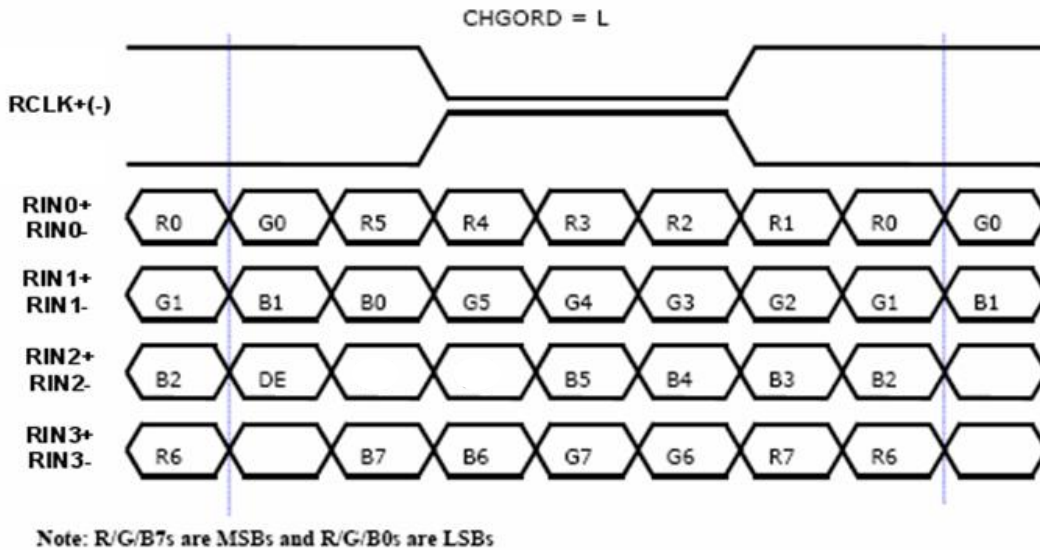 CHGORD = L
RCLK+(-)
RIN0+
RIN0-
R0 G0 R5 R4 R3 R2 R1 R0 G0
RIN1+
RIN1-
G1 B1 B0 G5 G4 G3 G2 G1 B1
RIN2+
RIN2-
B2 DE B5 B4 B3 B2
RIN3+
RIN3-
R6 B7 B6 G7 G6 R7 R6
Note: R/G/B7s are MSBs and R/G/B0s are LSBs